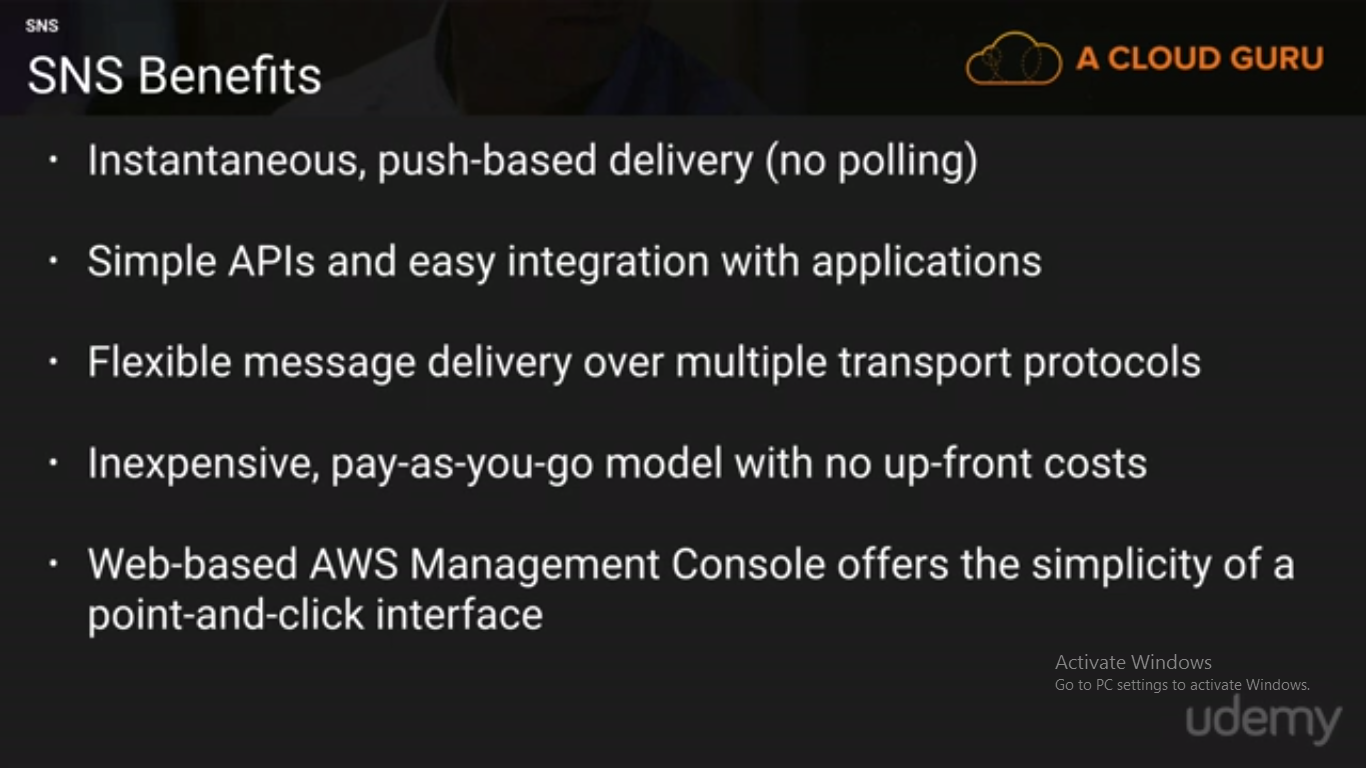 SNS
SNS Benefits
A CLOUD GURU
· Instantaneous, push-based delivery (no polling)
· Simple APIs and easy integration with applications
· Flexible message delivery over multiple transport protocols
· Inexpensive, pay-as-you-go model with no up-front costs
· Web-based AWS Management Console offers the simplicity of a
point-and-click interface
Activate Windows
Go to PC settings to activate Windows.
udemy